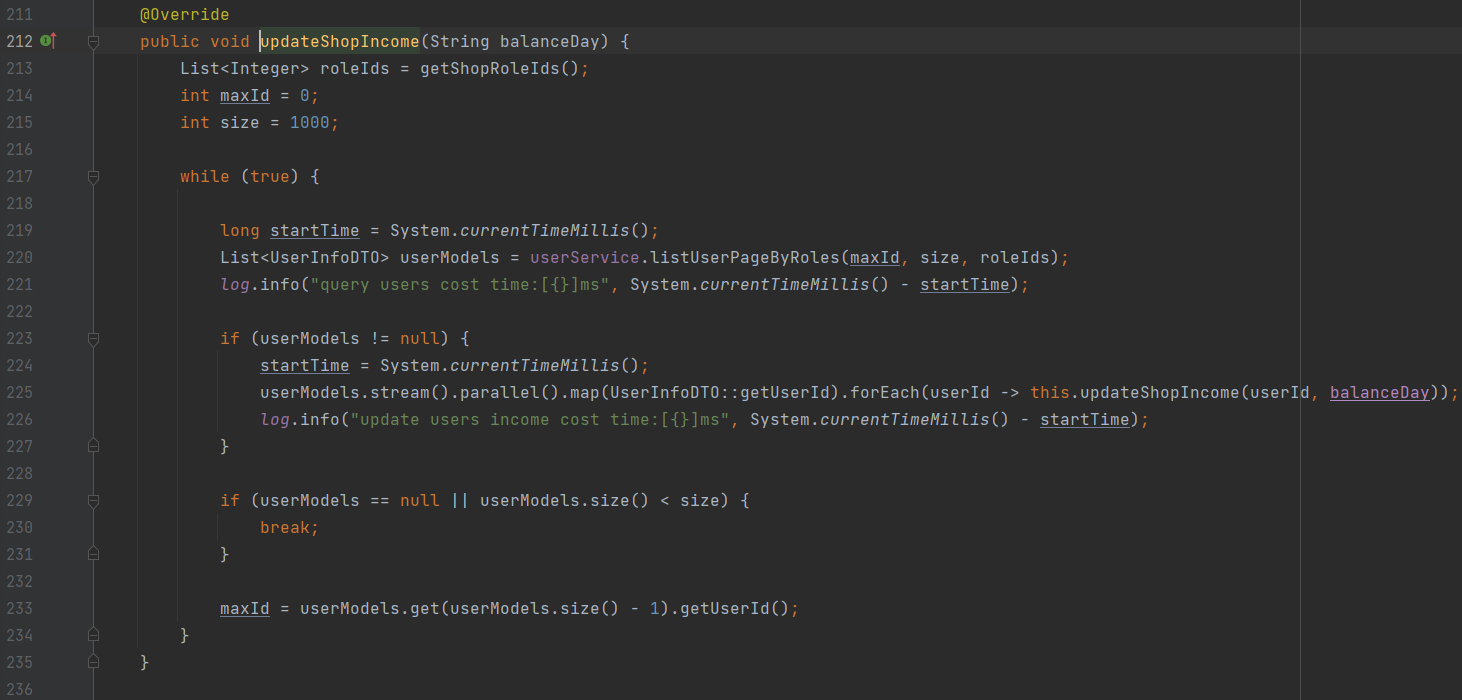 211 @Override
212 public void updateShopIncome(String balanceDay) {
213 List<Integer> roleIds = getShopRoleIds();
214 int maxId = 0;
215 int size = 1000;
216
217 while (true) {
218
219 long startTime = System.currentTimeMillis();
220 List<UserInfoDTO> userModels = userService.listUserPageByRoles(maxId, size, roleIds);
221 log.info("query users cost time:[{}]ms", System.currentTimeMillis() - startTime);
222
223 if (userModels != null) {
224 startTime = System.currentTimeMillis();
225 userModels.stream().parallel().map(UserInfoDTO::getUserId).forEach(userId -> this.updateShopIncome(userId, balanceDay));
226 log.info("update users income cost time:[{}]ms", System.currentTimeMillis() - startTime);
227 }
228
229 if (userModels == null || userModels.size() < size) {
230 break;
231 }
232
233 maxId = userModels.get(userModels.size() - 1).getUserId();
234 }
235 }
236